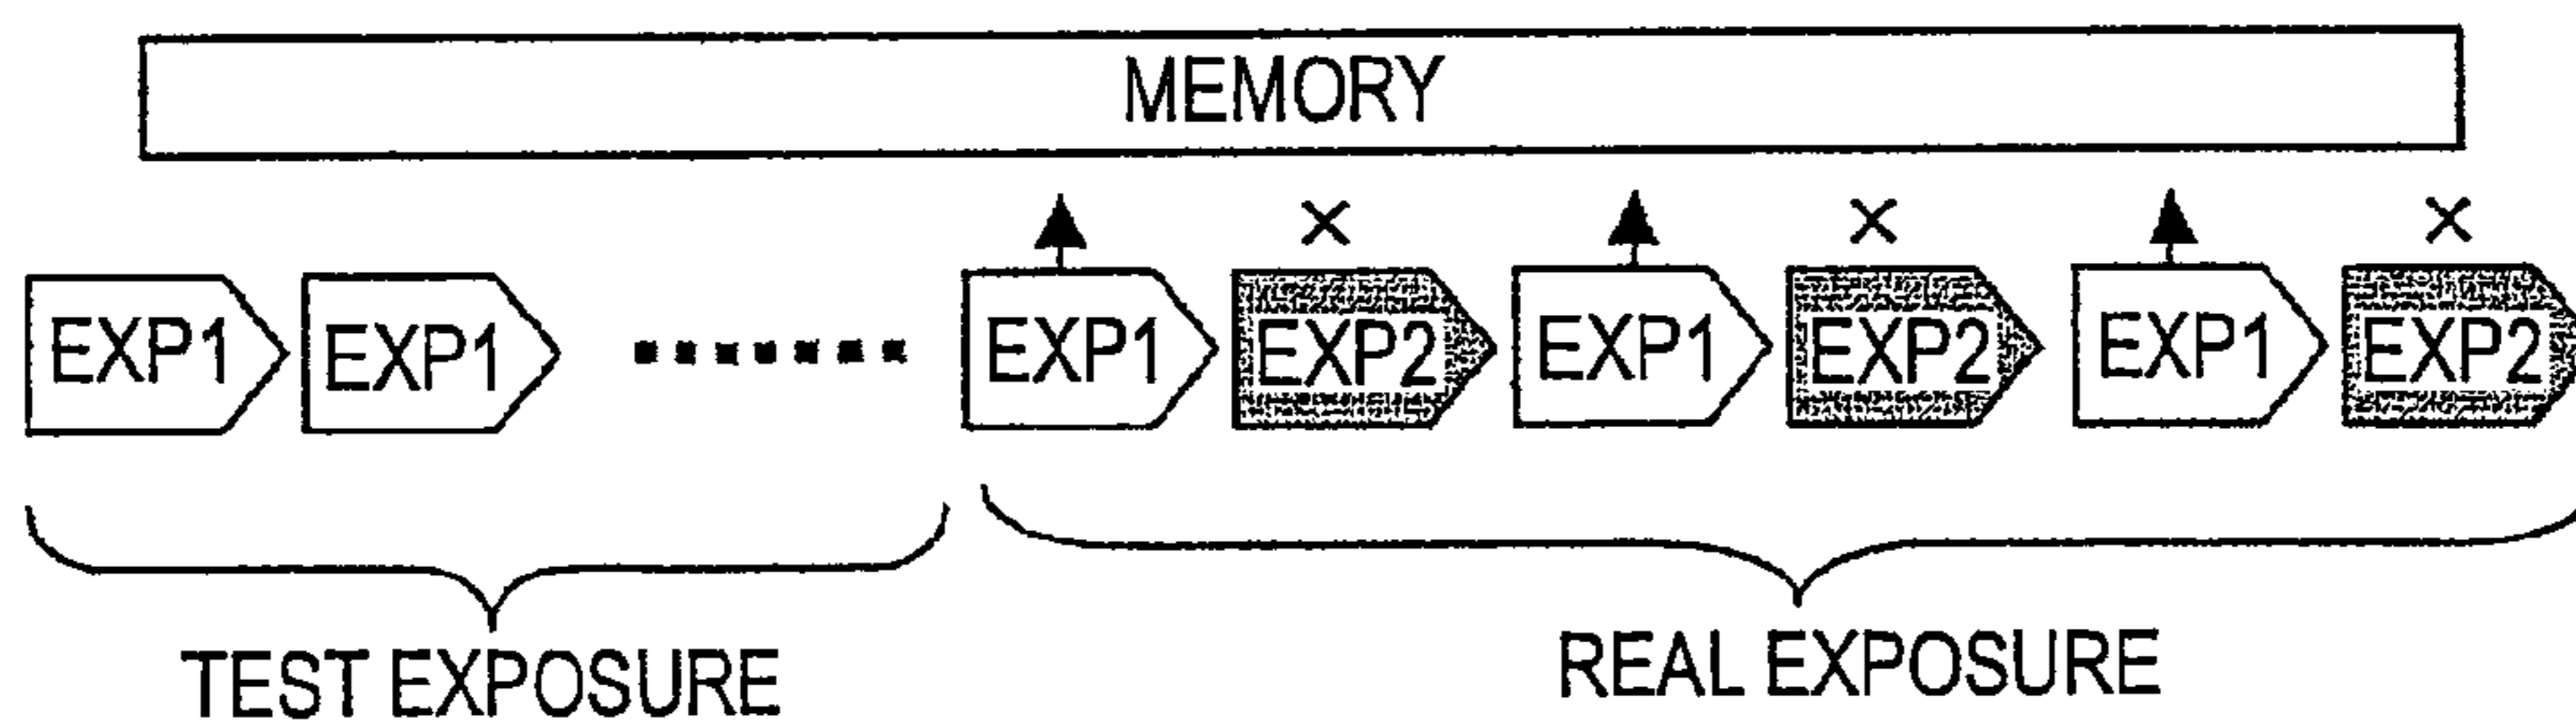 MEMORY
× × ×
EXP1 EXP1 EXP1 EXP2 EXP1 EXP2 EXP1 EXP2
TEST EXPOSURE REAL EXPOSURE